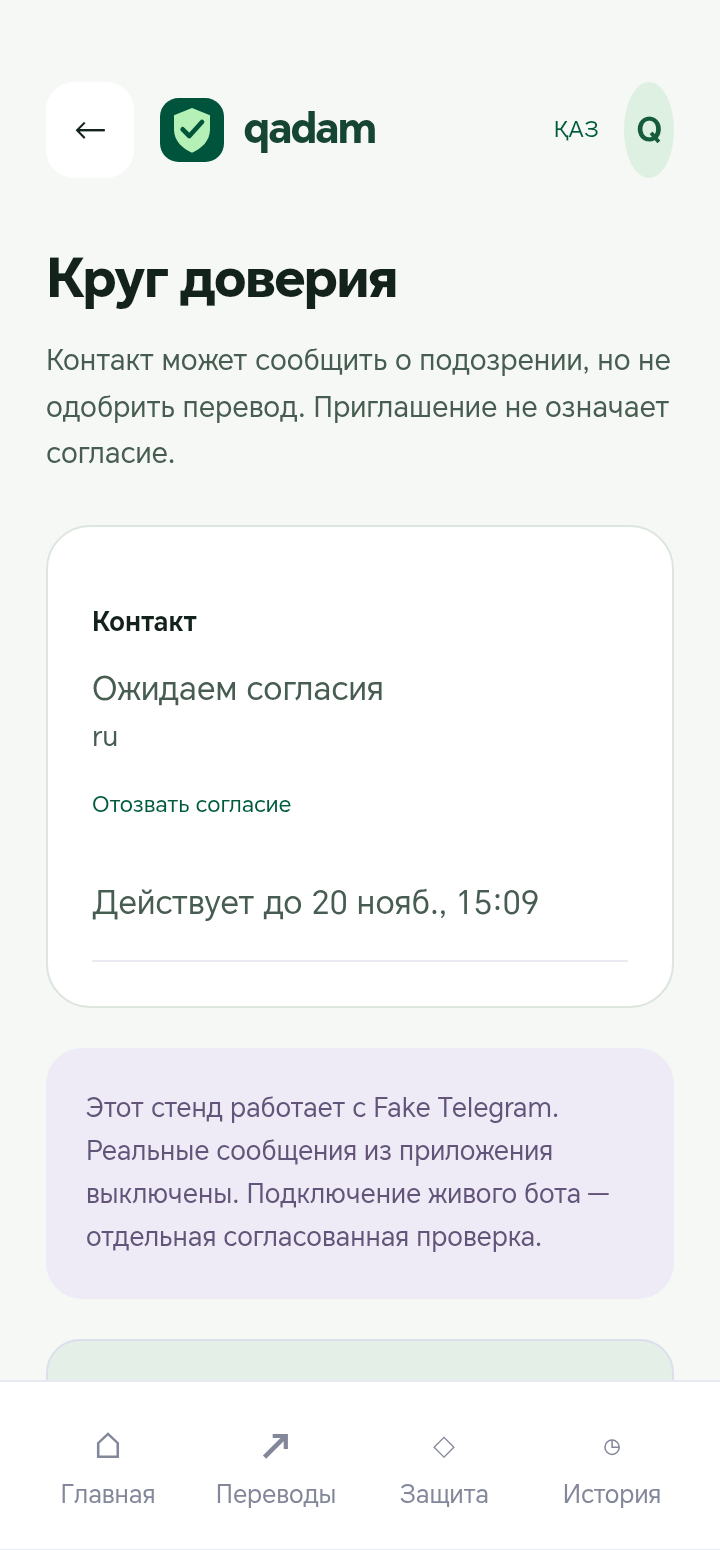 ←
qadam
ҚАЗ
Q
Круг доверия
Контакт может сообщить о подозрении, но не
одобрить перевод. Приглашение не означает
согласие.
Контакт
Ожидаем согласия
ru
Отозвать согласие
Действует до 20 нояб., 15:09
Этот стенд работает с Fake Telegram.
Реальные сообщения из приложения
выключены. Подключение живого бота —
отдельная согласованная проверка.
Главная
Переводы
Защита
История